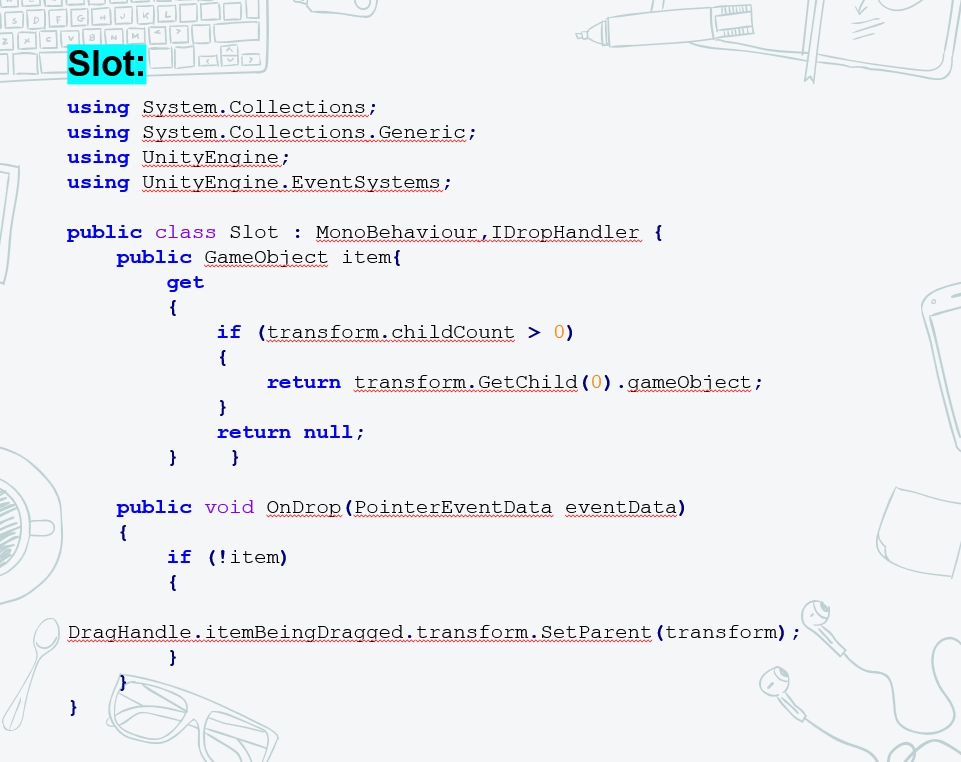 Slot:
using System.Collections;
using System.Collections.Generic;
using UnityEngine;
using UnityEngine.EventSystems;
public class Slot : MonoBehaviour,IDropHandler {
public GameObject item{
get
{
if (transform.childCount > 0)
{
return transform.GetChild(0).gameObject;
}
return null;
} }
public void OnDrop(PointerEventData eventData)
{
if (!item)
{
DragHandle.itemBeingDragged.transform.SetParent(transform);
}
}
}